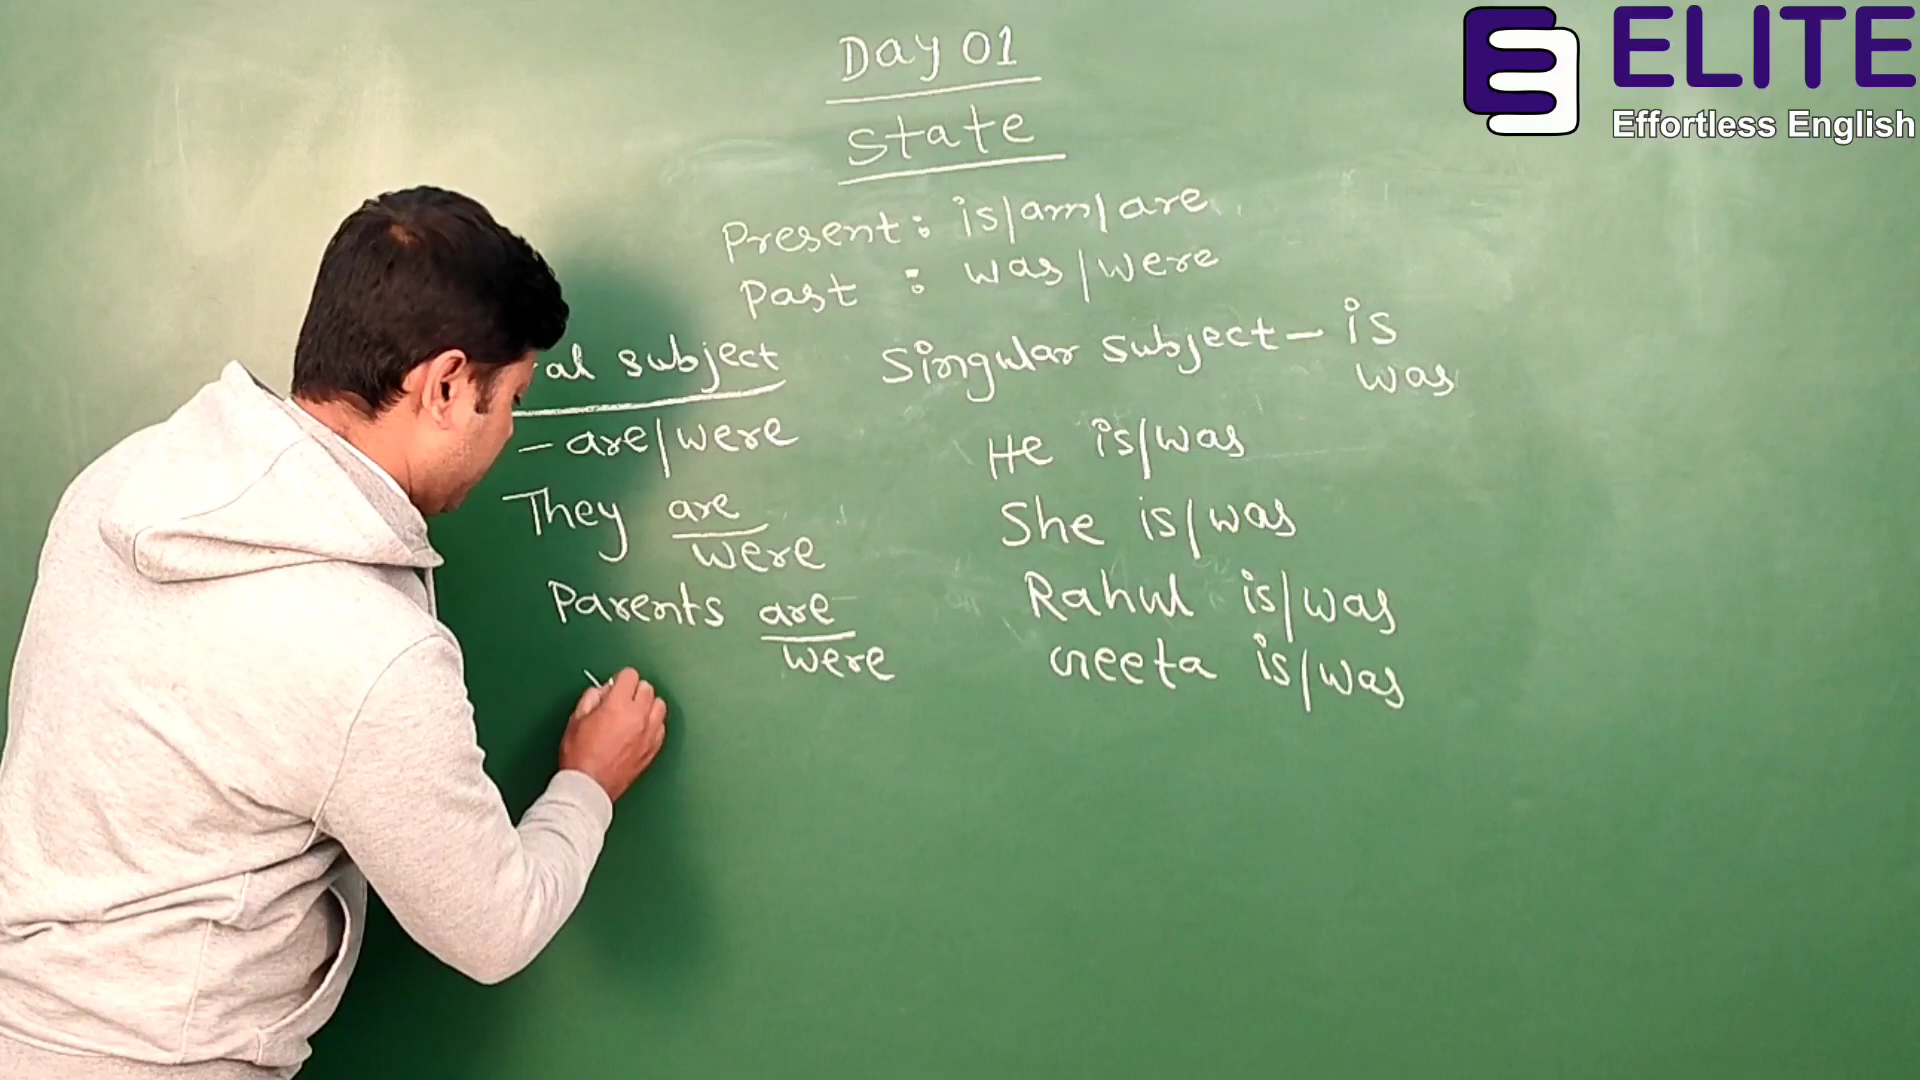 Day 01
State
Present : is/am/are
Past : was/were
al subject
- are/were
They are
were
Parents are
were
Singular subject - is
was
He is/was
She is/was
Rahul is/was
Geeta is/was
ELITE
Effortless English